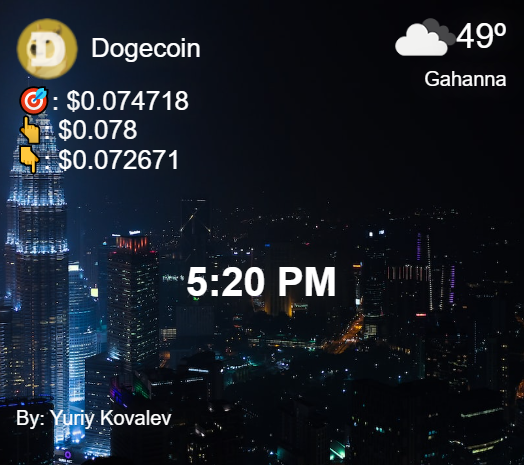 Dogecoin
49º
Gahanna
🎯: $0.074718
👆: $0.078
👇: $0.072671
5:20 PM
By: Yuriy Kovalev